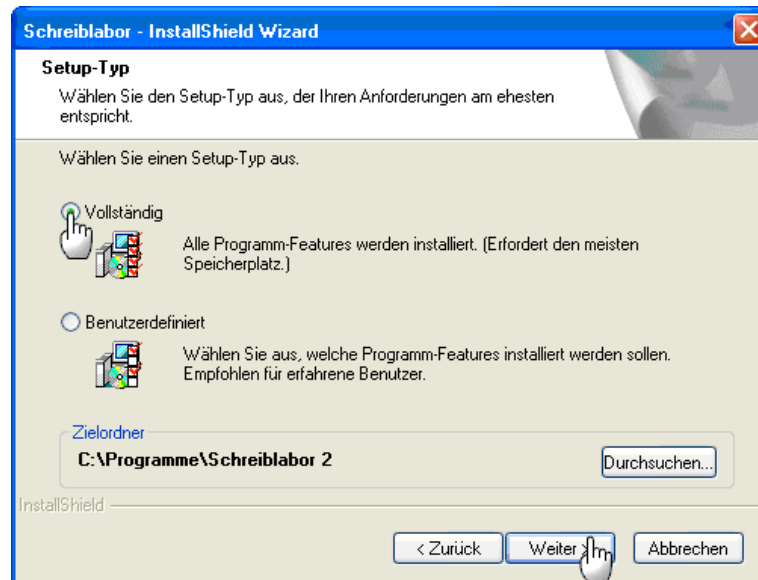 Schreiblabor - InstallShield Wizard
Setup-Typ
Wählen Sie den Setup-Typ aus, der Ihren Anforderungen am ehesten
entspricht.
Wählen Sie einen Setup-Typ aus.
Vollständig
Alle Programm-Features werden installiert. (Erfordert den meisten
Speicherplatz.)
Benutzerdefiniert
Wählen Sie aus, welche Programm-Features installiert werden sollen.
Empfohlen für erfahrene Benutzer.
Zielordner
C:\Programme\Schreiblabor 2
Durchsuchen...
InstallShield
< Zurück
Weiter >
Abbrechen